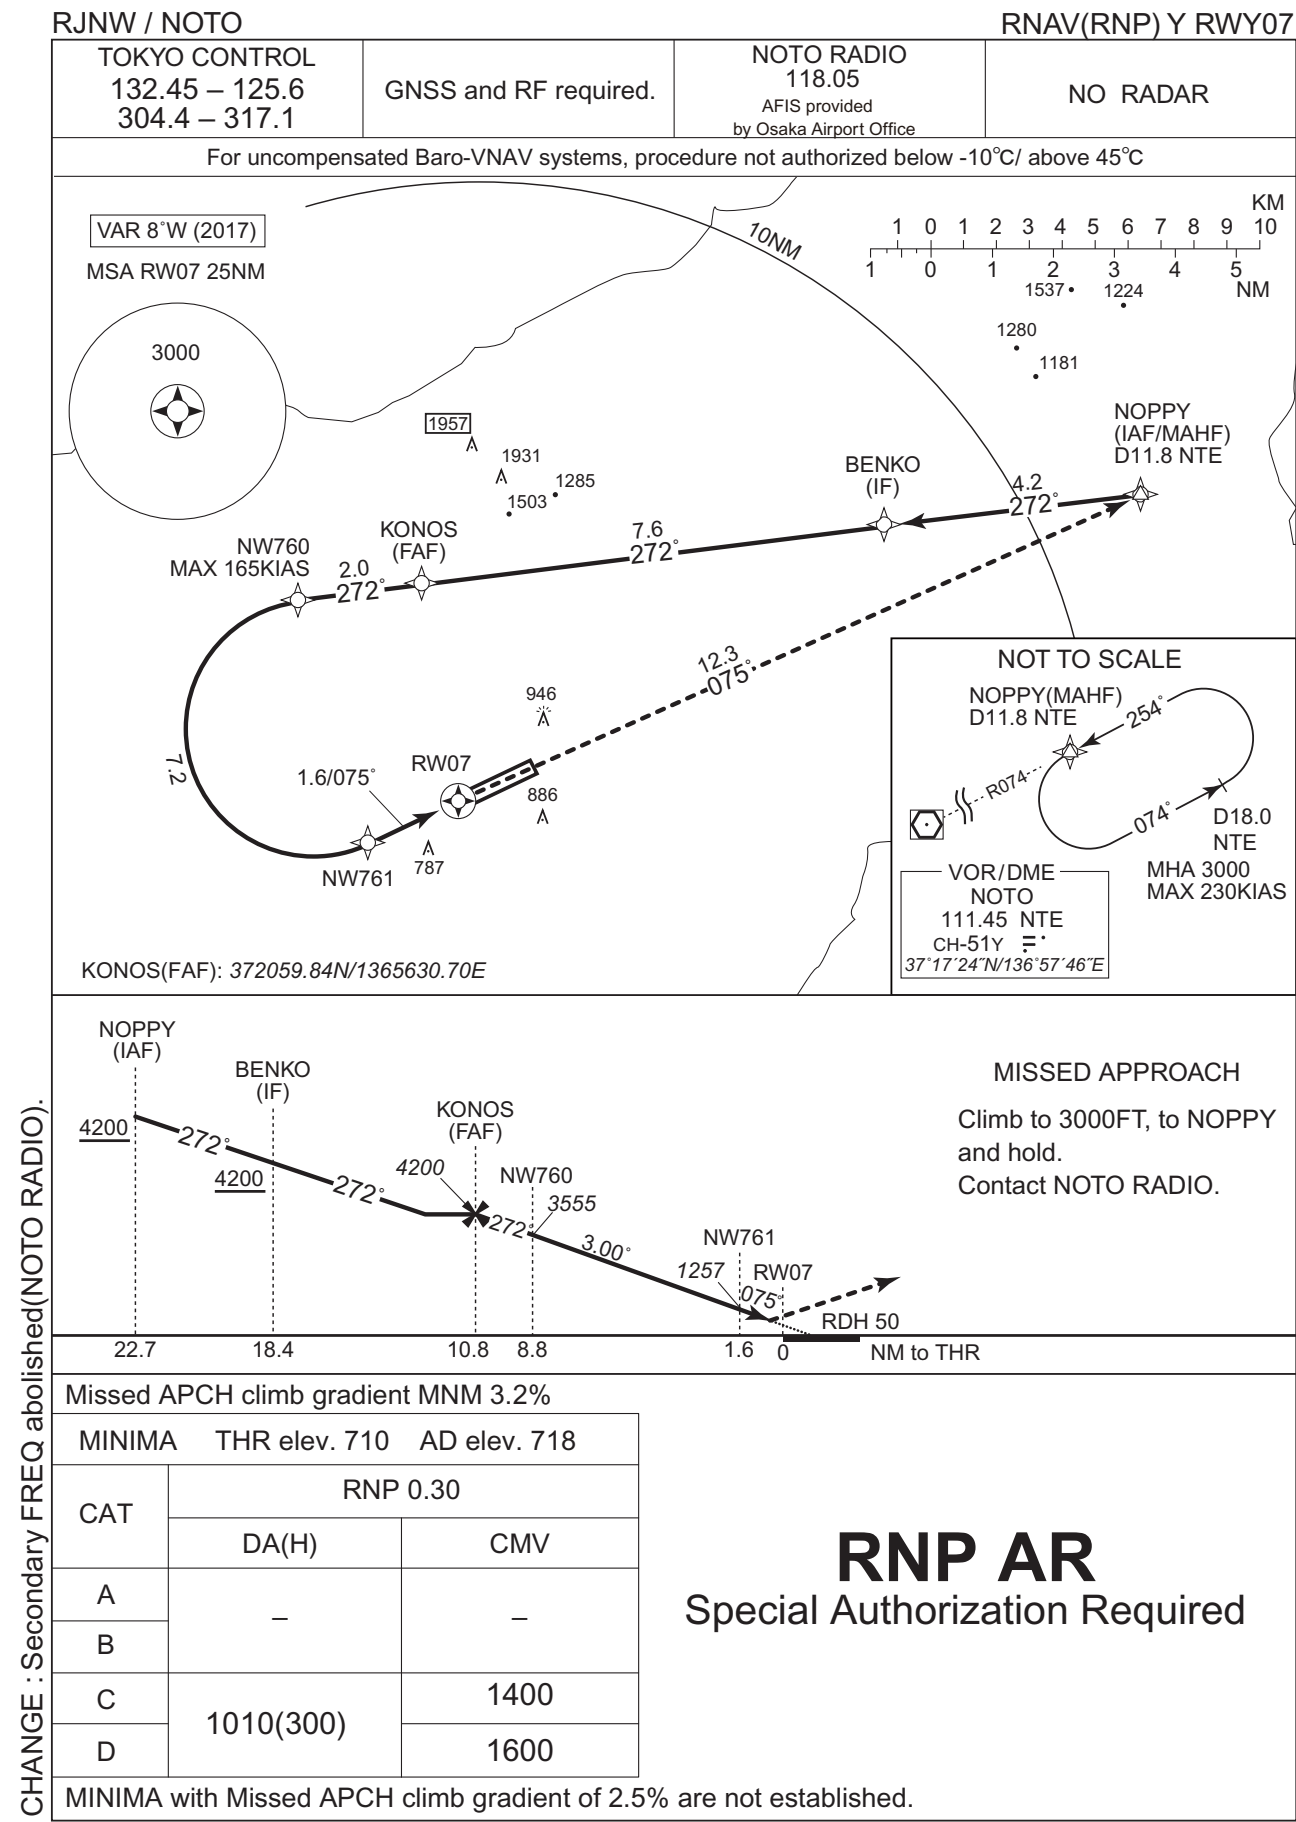 RJNW / NOTO
RNAV(RNP) Y RWY07
TOKYO CONTROL
132.45 – 125.6
304.4 – 317.1
GNSS and RF required.
NOTO RADIO
118.05
AFIS provided
by Osaka Airport Office
NO RADAR
For uncompensated Baro-VNAV systems, procedure not authorized below -10°C/ above 45°C
VAR 8°W (2017)
MSA RW07 25NM
3000
10NM
KM
1 0 1 2 3 4 5 6 7 8 9 10
1 0 1 2 3 4 5
NM
1537
1224
1280
1181
1957
1931
1285
1503
NOPPY
(IAF/MAHF)
D11.8 NTE
BENKO
(IF)
4.2
272°
KONOS
(FAF)
7.6
272°
NW760
MAX 165KIAS
2.0
272°
7.2
12.3
075°
946
RW07
1.6/075°
886
787
NW761
NOT TO SCALE
NOPPY(MAHF)
D11.8 NTE
254°
R074
074°
D18.0
NTE
MHA 3000
MAX 230KIAS
VOR/DME
NOTO
111.45 NTE
CH-51Y
37°17′24″N/136°57′46″E
KONOS(FAF): 372059.84N/1365630.70E
NOPPY
(IAF)
BENKO
(IF)
KONOS
(FAF)
4200
272°
4200
272°
4200
NW760
3555
272°
3.00°
NW761
1257
RW07
075°
RDH 50
22.7 18.4 10.8 8.8 1.6 0 NM to THR
MISSED APPROACH
Climb to 3000FT, to NOPPY
and hold.
Contact NOTO RADIO.
Missed APCH climb gradient MNM 3.2%
MINIMA THR elev. 710 AD elev. 718
CAT
RNP 0.30
DA(H) CMV
A
– –
B
C
1010(300)
1400
D
1600
MINIMA with Missed APCH climb gradient of 2.5% are not established.
RNP AR
Special Authorization Required
CHANGE : Secondary FREQ abolished(NOTO RADIO).